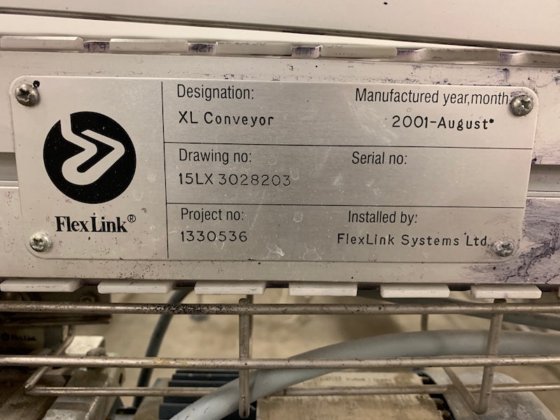 Designation: Manufactured year,month:
XL Conveyor 2001-August
Drawing no: Serial no:
15LX 3028203
Project no: Installed by:
1330536 FlexLink Systems Ltd
FlexLink®